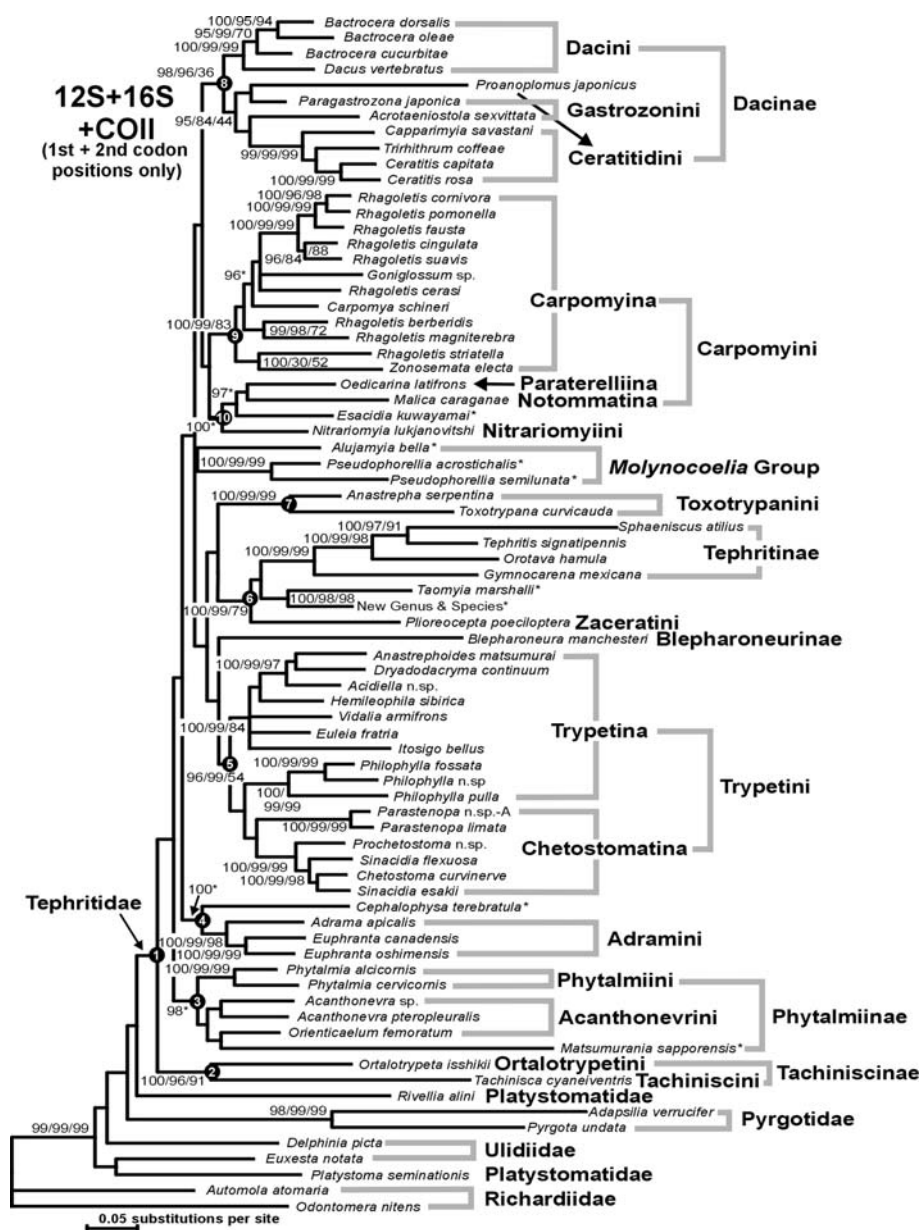 12S+16S
+COII
(1st + 2nd codon
positions only)
100/95/94
95/99/70
100/99/99
98/96/36
8
95/84/44
99/99/99
100/99/99
Bactrocera dorsalis
Bactrocera oleae
Bactrocera cucurbitae
Dacus vertebratus
Dacini
Proanoplomus japonicus
Paragastrozona japonica
Acrotaeniostola sexvittata
Gastrozonini
Dacinae
Capparimyia savastani
Trirhithrum coffeae
Ceratitis capitata
Ceratitis rosa
Ceratitidini
100/96/98
100/99/99
100/99/99
96/84
/88
96*
100/99/83
9
99/98/72
100/30/52
Rhagoletis cornivora
Rhagoletis pomonella
Rhagoletis fausta
Rhagoletis cingulata
Rhagoletis suavis
Goniglossum sp.
Rhagoletis cerasi
Carpomya schineri
Rhagoletis berberidis
Rhagoletis magniterebra
Rhagoletis striatella
Zonosemata electa
Carpomyina
Carpomyini
97*
10
100*
Oedicarina latifrons
Paraterelliina
Malica caraganae
Notommatina
Esacidia kuwayamai*
Nitrariomyia lukjanovitshi
Nitrariomyiini
100/99/99
Alujamyia bella*
Pseudophorellia acrostichalis*
Pseudophorellia semilunata*
Molynocoelia Group
100/99/99
7
Anastrepha serpentina
Toxotrypana curvicauda
Toxotrypanini
100/97/91
100/99/98
100/99/99
100/99/79
6
100/98/98
Sphaeniscus atilius
Tephritis signatipennis
Orotava hamula
Gymnocarena mexicana
Tephritinae
Taomyia marshalli*
New Genus & Species*
Plioreocepta poeciloptera
Zaceratini
Blepharoneura manchesteri
Blepharoneurinae
100/99/97
100/99/84
5
96/99/54
100/99/99
100/
99/99
100/99/99
100/99/99
100/99/98
Anastrephoides matsumurai
Dryadodacryma continuum
Acidiella n.sp.
Hemileophila sibirica
Vidalia armifrons
Euleia fratria
Itosigo bellus
Philophylla fossata
Philophylla n.sp
Philophylla pulla
Trypetina
Trypetini
Parastenopa n.sp.-A
Parastenopa limata
Prochetostoma n.sp.
Sinacidia flexuosa
Chetostoma curvinerve
Sinacidia esakii
Chetostomatina
Tephritidae
1
100*
4
100/99/98
100/99/99
Cephalophysa terebratula*
Adrama apicalis
Euphranta canadensis
Euphranta oshimensis
Adramini
100/99/99
3
98*
Phytalmia alcicornis
Phytalmia cervicornis
Phytalmiini
Acanthonevra sp.
Acanthonevra pteropleuralis
Orienticaelum femoratum
Acanthonevrini
Matsumurania sapporensis*
Phytalmiinae
2
100/96/91
Ortalotrypeta isshikii
Ortalotrypetini
Tachinisca cyaneiventris
Tachiniscini
Tachiniscinae
Rivellia alini
Platystomatidae
98/99/99
Adapsilia verrucifer
Pyrgota undata
Pyrgotidae
99/99/99
Delphinia picta
Euxesta notata
Ulidiidae
Platystoma seminationis
Platystomatidae
Automola atomaria
Odontomera nitens
Richardiidae
0.05 substitutions per site